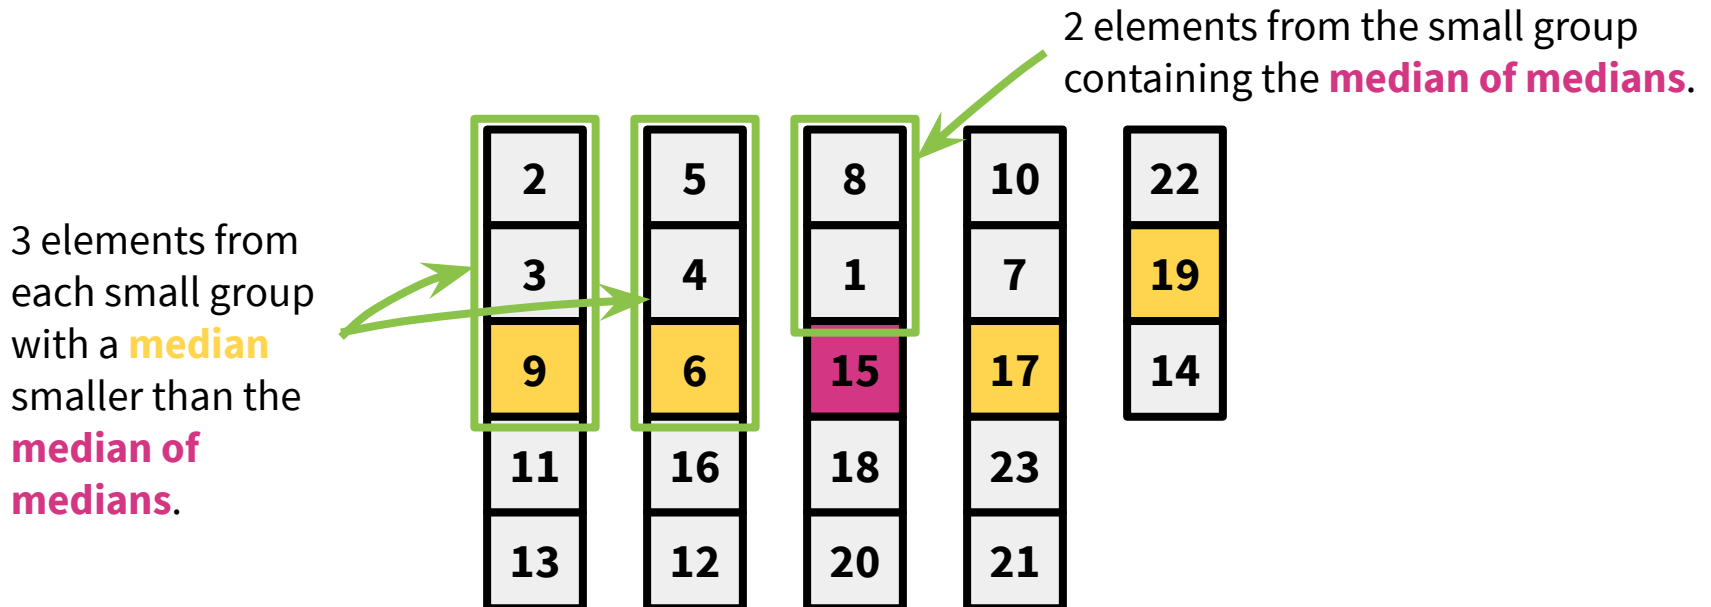 2 elements from the small group
containing the median of medians.
3 elements from
each small group
with a median
smaller than the
median of
medians.
2 5 8 10 22
3 4 1 7 19
9 6 15 17 14
11 16 18 23
13 12 20 21